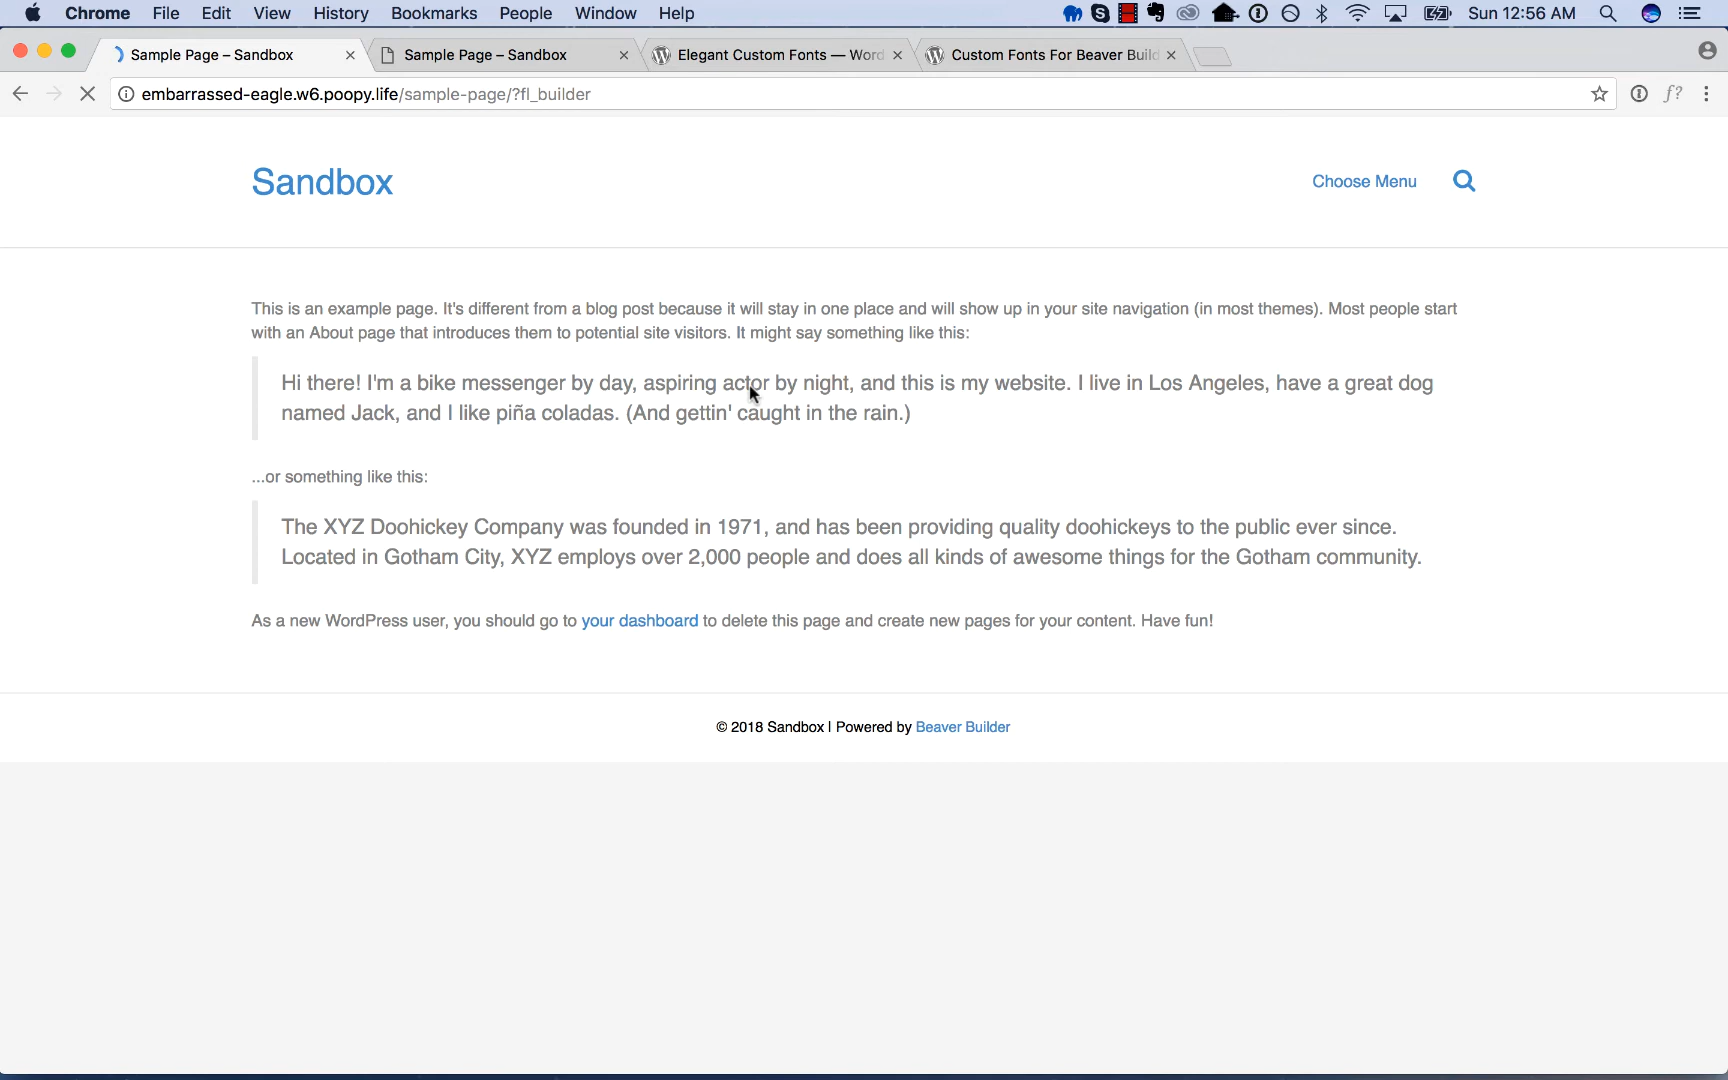 Chrome File Edit View History Bookmarks People Window Help Sun 12:56 AM
Sample Page – Sandbox Sample Page – Sandbox Elegant Custom Fonts — Word Custom Fonts For Beaver Build
embarrassed-eagle.w6.poopy.life/sample-page/?fl_builder f?
Sandbox Choose Menu
This is an example page. It's different from a blog post because it will stay in one place and will show up in your site navigation (in most themes). Most people start
with an About page that introduces them to potential site visitors. It might say something like this:
Hi there! I'm a bike messenger by day, aspiring actor by night, and this is my website. I live in Los Angeles, have a great dog
named Jack, and I like piña coladas. (And gettin' caught in the rain.)
...or something like this:
The XYZ Doohickey Company was founded in 1971, and has been providing quality doohickeys to the public ever since.
Located in Gotham City, XYZ employs over 2,000 people and does all kinds of awesome things for the Gotham community.
As a new WordPress user, you should go to your dashboard to delete this page and create new pages for your content. Have fun!
© 2018 Sandbox | Powered by Beaver Builder